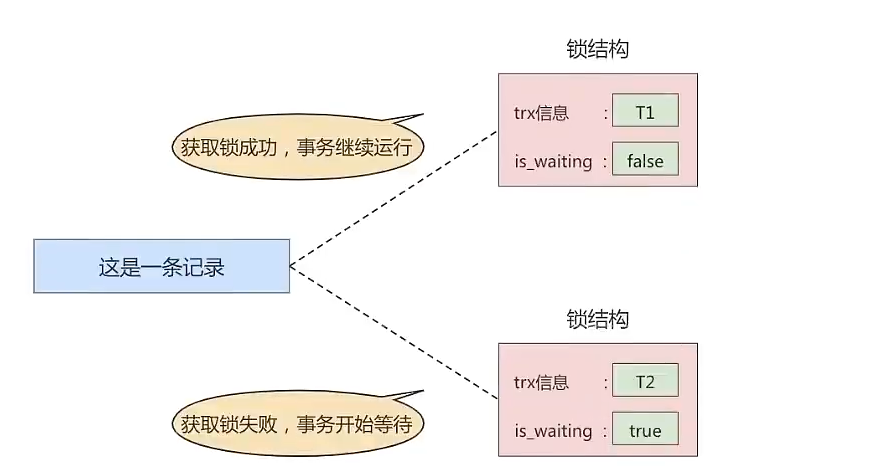 锁结构
trx信息 : T1
获取锁成功，事务继续运行
is_waiting : false
这是一条记录
锁结构
trx信息 : T2
获取锁失败，事务开始等待
is_waiting : true